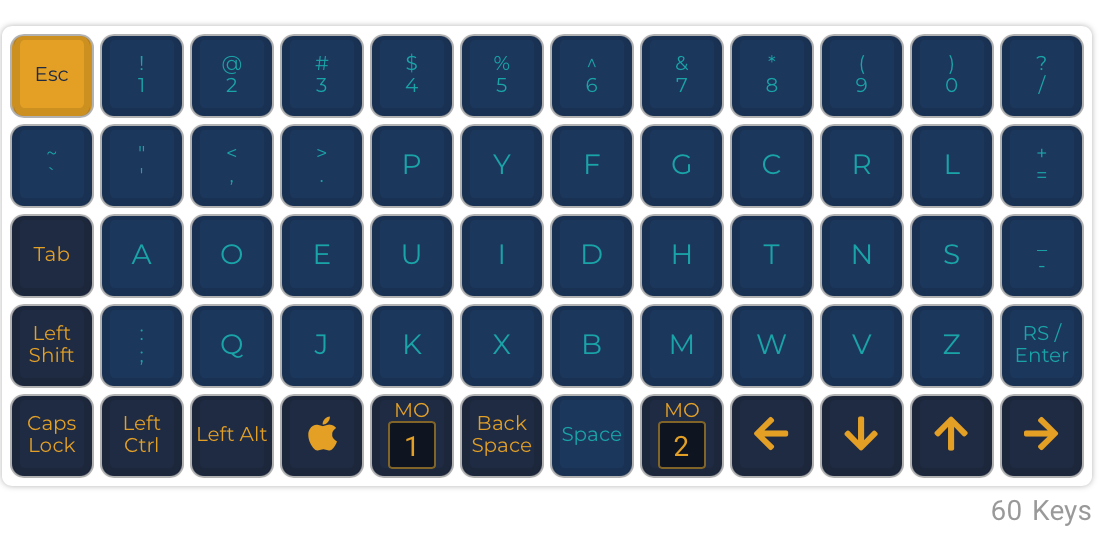 Esc ! @ # $ % ^ & * ( ) ?
1 2 3 4 5 6 7 8 9 0 /
~ " < > P Y F G C R L +
` ' , . =
Tab A O E U I D H T N S _
-
Left : Q J K X B M W V Z RS /
Shift ; Enter
Caps Left Left Alt MO Back Space MO ← ↓ ↑ →
Lock Ctrl 1 Space 2
60 Keys